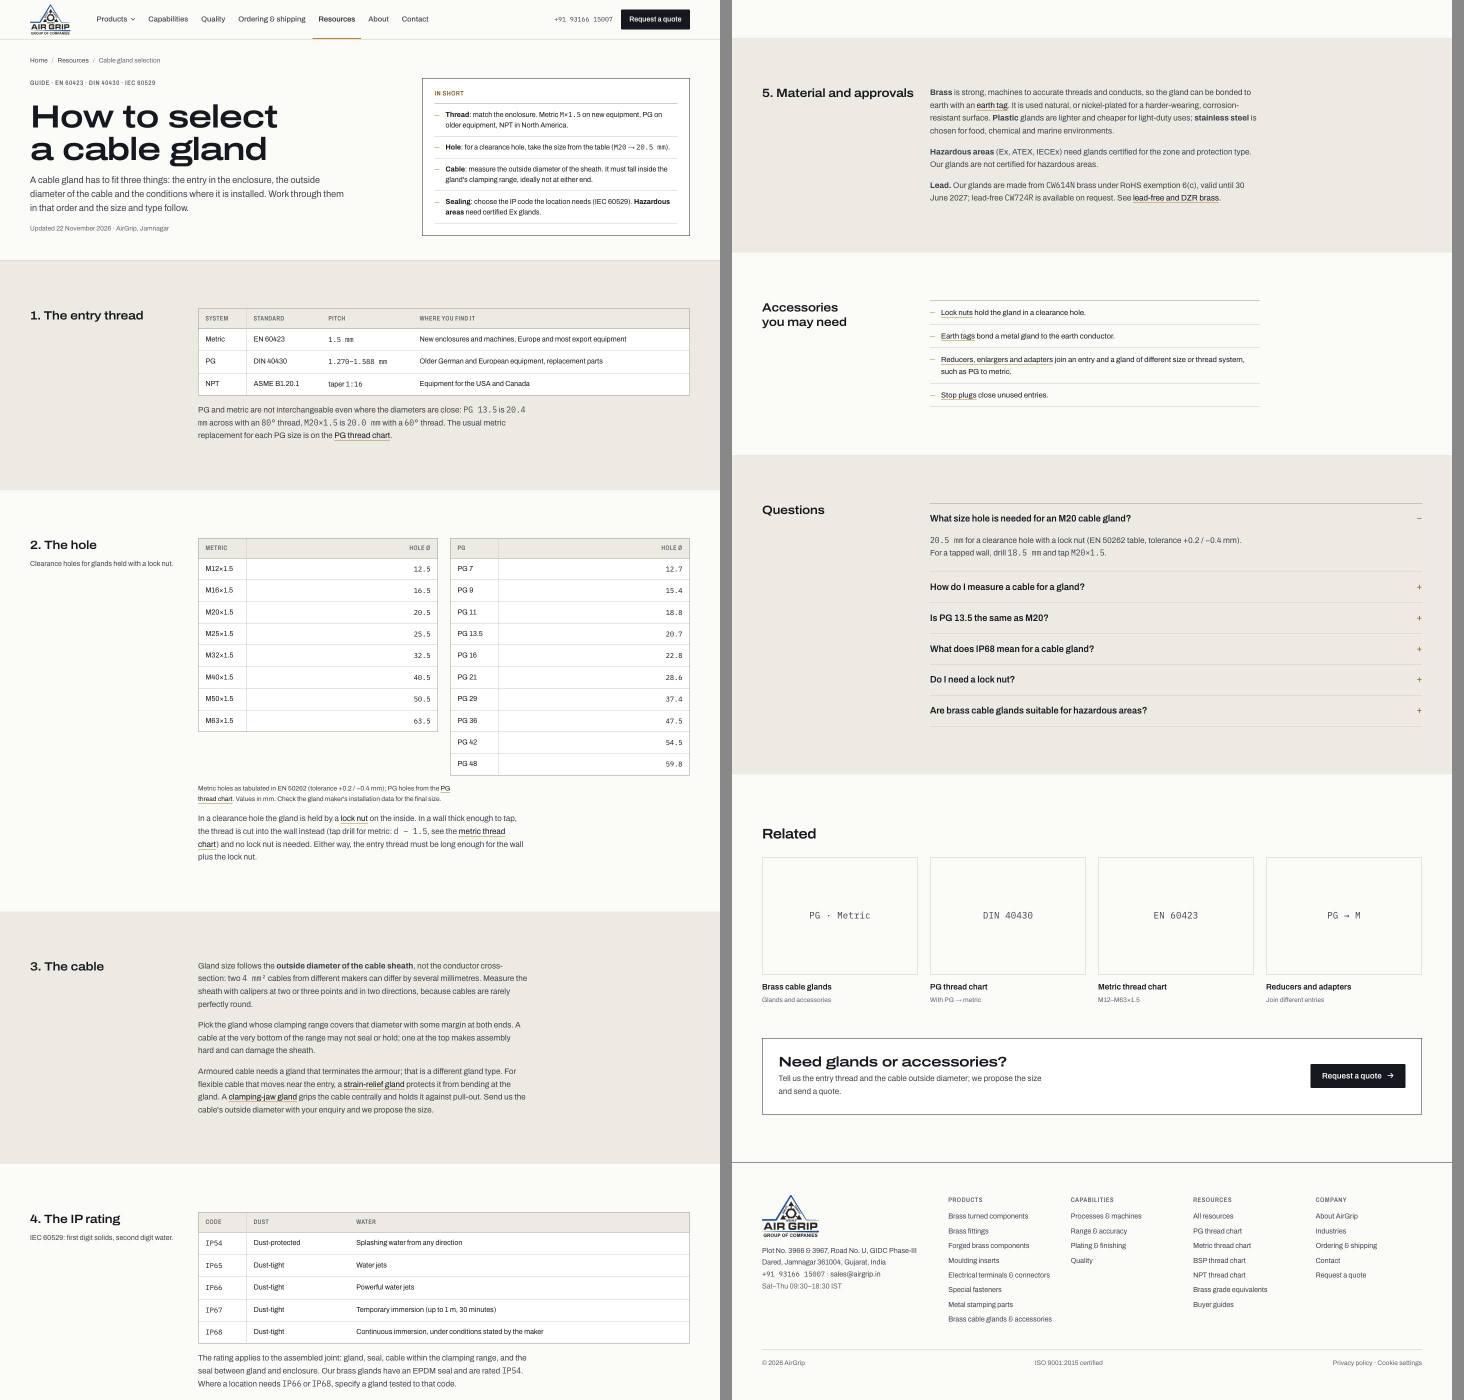 AIR GRIP
GROUP OF COMPANIES
Products
Capabilities
Quality
Ordering & shipping
Resources
About
Contact
+91 93166 15007
Request a quote
Home / Resources / Cable gland selection
GUIDE · EN 60423 · DIN 40430 · IEC 60529
How to select
a cable gland
A cable gland has to fit three things: the entry in the enclosure, the outside
diameter of the cable and the conditions where it is installed. Work through them
in that order and the size and type follow.
Updated 22 November 2026 · AirGrip, Jamnagar
IN SHORT
— Thread: match the enclosure. Metric M×1.5 on new equipment, PG on
older equipment, NPT in North America.
— Hole: for a clearance hole, take the size from the table (M20 → 20.5 mm).
— Cable: measure the outside diameter of the sheath. It must fall inside the
gland's clamping range, ideally not at either end.
— Sealing: choose the IP code the location needs (IEC 60529). Hazardous
areas need certified Ex glands.
1. The entry thread
SYSTEM STANDARD PITCH WHERE YOU FIND IT
Metric EN 60423 1.5 mm New enclosures and machines, Europe and most export equipment
PG DIN 40430 1.270–1.588 mm Older German and European equipment, replacement parts
NPT ASME B1.20.1 taper 1:16 Equipment for the USA and Canada
PG and metric are not interchangeable even where the diameters are close: PG 13.5 is 20.4
mm across with an 80° thread, M20×1.5 is 20.0 mm with a 60° thread. The usual metric
replacement for each PG size is on the PG thread chart.
2. The hole
Clearance holes for glands held with a lock nut.
METRIC HOLE Ø
M12×1.5 12.5
M16×1.5 16.5
M20×1.5 20.5
M25×1.5 25.5
M32×1.5 32.5
M40×1.5 40.5
M50×1.5 50.5
M63×1.5 63.5
PG HOLE Ø
PG 7 12.7
PG 9 15.4
PG 11 18.8
PG 13.5 20.7
PG 16 22.8
PG 21 28.6
PG 29 37.4
PG 36 47.5
PG 42 54.5
PG 48 59.8
Metric holes as tabulated in EN 50262 (tolerance +0.2 / −0.4 mm); PG holes from the PG
thread chart. Values in mm. Check the gland maker's installation data for the final size.
In a clearance hole the gland is held by a lock nut on the inside. In a wall thick enough to tap,
the thread is cut into the wall instead (tap drill for metric: d − 1.5, see the metric thread
chart) and no lock nut is needed. Either way, the entry thread must be long enough for the wall
plus the lock nut.
3. The cable
Gland size follows the outside diameter of the cable sheath, not the conductor cross-
section: two 4 mm² cables from different makers can differ by several millimetres. Measure the
sheath with calipers at two or three points and in two directions, because cables are rarely
perfectly round.
Pick the gland whose clamping range covers that diameter with some margin at both ends. A
cable at the very bottom of the range may not seal or hold; one at the top makes assembly
hard and can damage the sheath.
Armoured cable needs a gland that terminates the armour; that is a different gland type. For
flexible cable that moves near the entry, a strain-relief gland protects it from bending at the
gland. A clamping-jaw gland grips the cable centrally and holds it against pull-out. Send us the
cable's outside diameter with your enquiry and we propose the size.
4. The IP rating
IEC 60529: first digit solids, second digit water.
CODE DUST WATER
IP54 Dust-protected Splashing water from any direction
IP65 Dust-tight Water jets
IP66 Dust-tight Powerful water jets
IP67 Dust-tight Temporary immersion (up to 1 m, 30 minutes)
IP68 Dust-tight Continuous immersion, under conditions stated by the maker
The rating applies to the assembled joint: gland, seal, cable within the clamping range, and the
seal between gland and enclosure. Our brass glands have an EPDM seal and are rated IP54.
Where a location needs IP66 or IP68, specify a gland tested to that code.
5. Material and approvals
Brass is strong, machines to accurate threads and conducts, so the gland can be bonded to
earth with an earth tag. It is used natural, or nickel-plated for a harder-wearing, corrosion-
resistant surface. Plastic glands are lighter and cheaper for light-duty uses; stainless steel is
chosen for food, chemical and marine environments.
Hazardous areas (Ex, ATEX, IECEx) need glands certified for the zone and protection type.
Our glands are not certified for hazardous areas.
Lead. Our glands are made from CW614N brass under RoHS exemption 6(c), valid until 30
June 2027; lead-free CW724R is available on request. See lead-free and DZR brass.
Accessories
you may need
— Lock nuts hold the gland in a clearance hole.
— Earth tags bond a metal gland to the earth conductor.
— Reducers, enlargers and adapters join an entry and a gland of different size or thread system,
such as PG to metric.
— Stop plugs close unused entries.
Questions
What size hole is needed for an M20 cable gland? −
20.5 mm for a clearance hole with a lock nut (EN 50262 table, tolerance +0.2 / −0.4 mm).
For a tapped wall, drill 18.5 mm and tap M20×1.5.
How do I measure a cable for a gland? +
Is PG 13.5 the same as M20? +
What does IP68 mean for a cable gland? +
Do I need a lock nut? +
Are brass cable glands suitable for hazardous areas? +
Related
PG · Metric
Brass cable glands
Glands and accessories
DIN 40430
PG thread chart
With PG → metric
EN 60423
Metric thread chart
M12–M63×1.5
PG → M
Reducers and adapters
Join different entries
Need glands or accessories?
Tell us the entry thread and the cable outside diameter; we propose the size
and send a quote.
Request a quote →
AIR GRIP
GROUP OF COMPANIES
Plot No. 3966 & 3967, Road No. U, GIDC Phase-III
Dared, Jamnagar 361004, Gujarat, India
+91 93166 15007 · sales@airgrip.in
Sat–Thu 09:30–18:30 IST
PRODUCTS
Brass turned components
Brass fittings
Forged brass components
Moulding inserts
Electrical terminals & connectors
Special fasteners
Metal stamping parts
Brass cable glands & accessories
CAPABILITIES
Processes & machines
Range & accuracy
Plating & finishing
Quality
RESOURCES
All resources
PG thread chart
Metric thread chart
BSP thread chart
NPT thread chart
Brass grade equivalents
Buyer guides
COMPANY
About AirGrip
Industries
Ordering & shipping
Contact
Request a quote
© 2026 AirGrip
ISO 9001:2015 certified
Privacy policy · Cookie settings